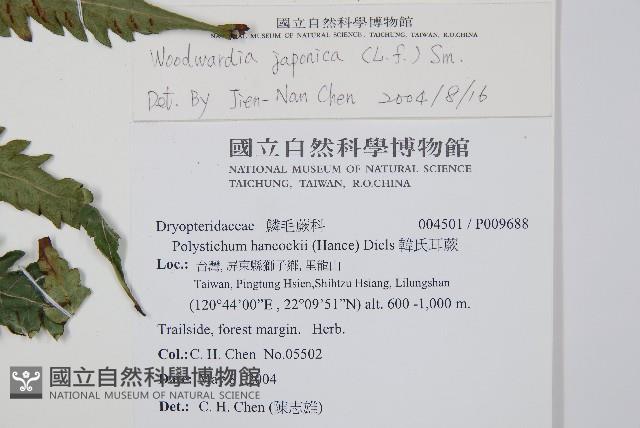 國立自然科學博物館
MUSEUM OF NATURAL SCIENCE, TAICHUNG, TAIWAN, R.O.CHINA
Woodwardia japonica (L.f.) Sm.
Det. By Jien-Nan Chen 2004/8/16
國立自然科學博物館
NATIONAL MUSEUM OF NATURAL SCIENCE
TAICHUNG, TAIWAN, R.O.CHINA
Dryopteridaceae 鱗毛蕨科 004501 / P009688
Polystichum hancockii (Hance) Diels 韓氏耳蕨
Loc.: 台灣, 屏東縣獅子鄉, 里龍山
Taiwan, Pingtung Hsien,Shihtzu Hsiang, Lilungshan
(120°44'00"E , 22°09'51"N) alt. 600 -1,000 m.
Trailside, forest margin. Herb.
Col.: C. H. Chen No.05502
Date: 2004
國立自然科學博物館
NATIONAL MUSEUM OF NATURAL SCIENCE
Det.: C. H. Chen (陳志雄)